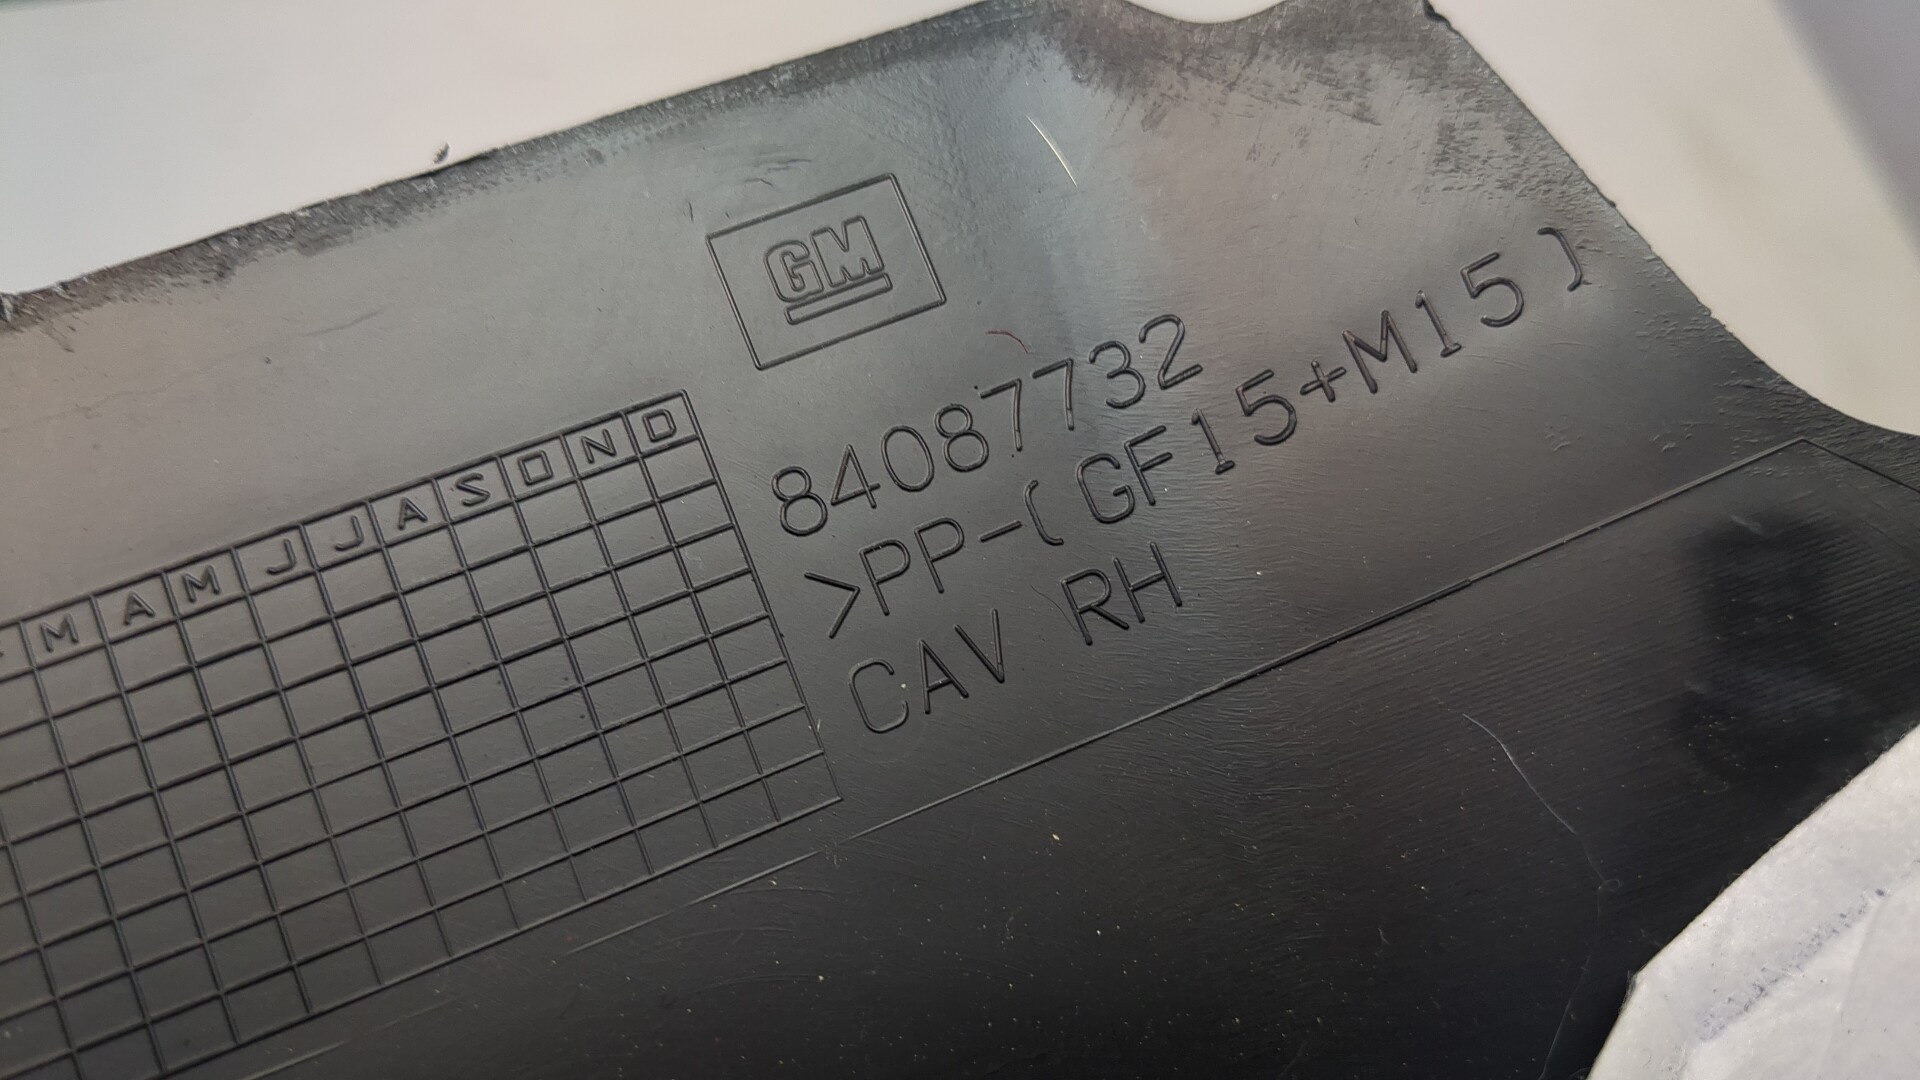 GM
84087732
>PP-(GF15+M15)
CAV RH
M A M J J A S O N D